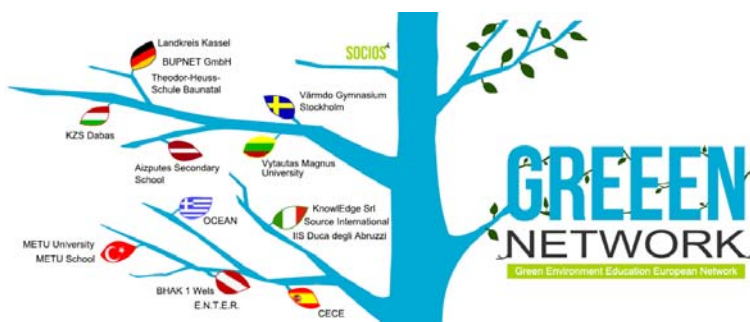 Landkreis Kassel
BUPNET GmbH
Theodor-Heuss-
Schule Baunatal
SOCIOS
Värmdo Gymnasium
Stockholm
KZS Dabas
Aizputes Secondary
School
Vytautas Magnus
University
GREEEN
NETWORK
Green Environment Education European Network
OCEAN
KnowlEdge Srl
Source International
IIS Duca degli Abruzzi
METU University
METU School
BHAK 1 Wels
E.N.T.E.R.
CECE